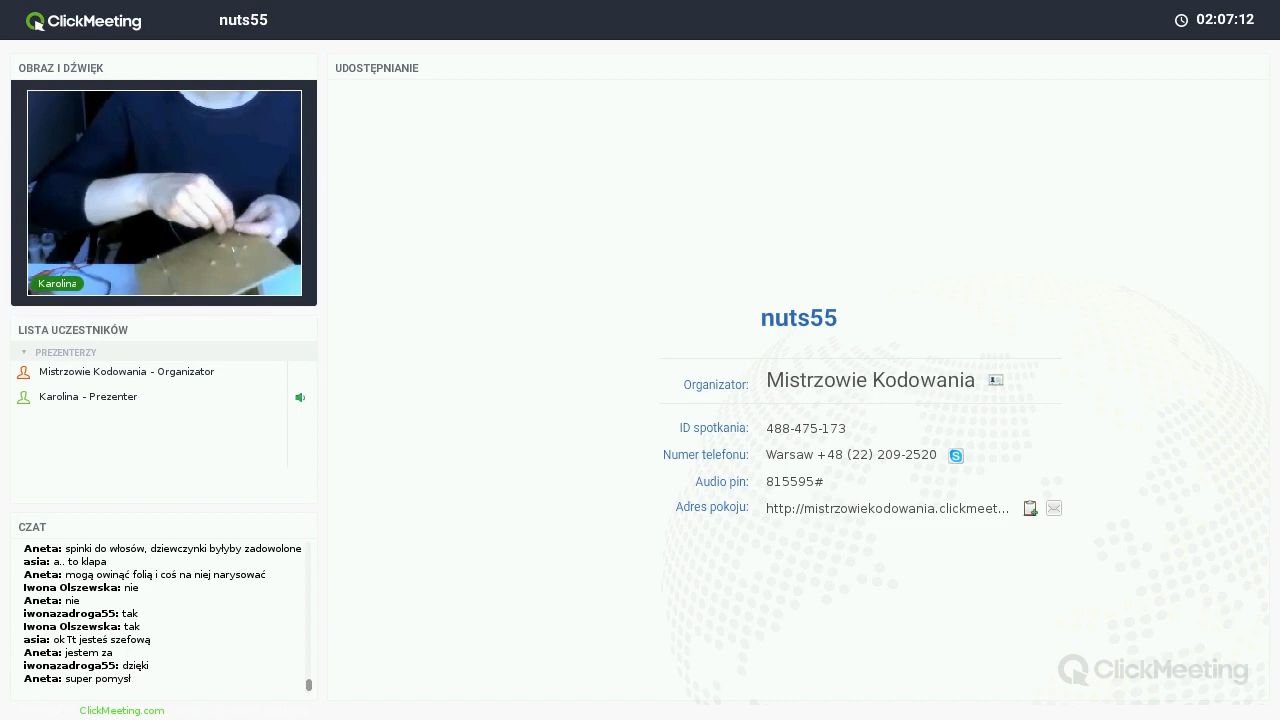 ClickMeeting
nuts55
02:07:12
OBRAZ I DŹWIĘK
Karolina
LISTA UCZESTNIKÓW
PREZENTERZY
Mistrzowie Kodowania - Organizator
Karolina - Prezenter
CZAT
Aneta: spinki do włosów, dziewczynki byłyby zadowolone
asia: a.. to klapa
Aneta: mogą owinąć folią i coś na niej narysować
Iwona Olszewska: nie
Aneta: nie
iwonazadroga55: tak
Iwona Olszewska: tak
asia: ok Tt jesteś szefową
Aneta: jestem za
iwonazadroga55: dzięki
Aneta: super pomysł
ClickMeeting.com
UDOSTĘPNIANIE
nuts55
Organizator: Mistrzowie Kodowania
ID spotkania: 488-475-173
Numer telefonu: Warsaw +48 (22) 209-2520
Audio pin: 815595#
Adres pokoju: http://mistrzowiekodowania.clickmeet...
ClickMeeting